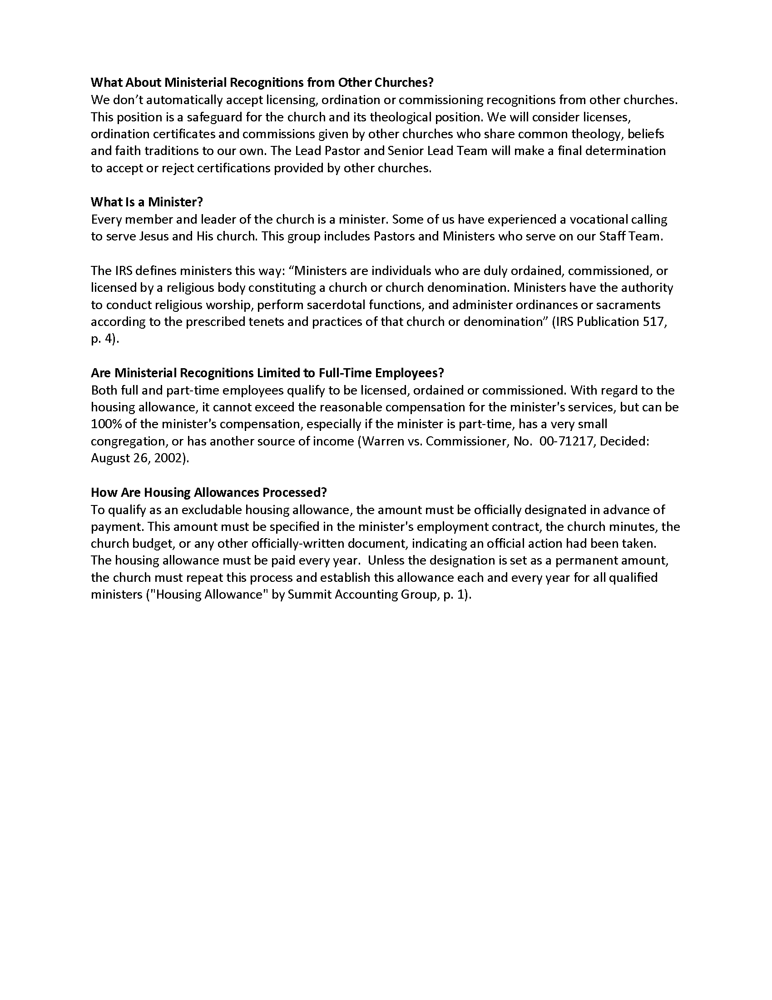 What About Ministerial Recognitions from Other Churches?
We don’t automatically accept licensing, ordination or commissioning recognitions from other churches.
This position is a safeguard for the church and its theological position. We will consider licenses,
ordination certificates and commissions given by other churches who share common theology, beliefs
and faith traditions to our own. The Lead Pastor and Senior Lead Team will make a final determination
to accept or reject certifications provided by other churches.
What Is a Minister?
Every member and leader of the church is a minister. Some of us have experienced a vocational calling
to serve Jesus and His church. This group includes Pastors and Ministers who serve on our Staff Team.
The IRS defines ministers this way: “Ministers are individuals who are duly ordained, commissioned, or
licensed by a religious body constituting a church or church denomination. Ministers have the authority
to conduct religious worship, perform sacerdotal functions, and administer ordinances or sacraments
according to the prescribed tenets and practices of that church or denomination” (IRS Publication 517,
p. 4).
Are Ministerial Recognitions Limited to Full-Time Employees?
Both full and part-time employees qualify to be licensed, ordained or commissioned. With regard to the
housing allowance, it cannot exceed the reasonable compensation for the minister's services, but can be
100% of the minister's compensation, especially if the minister is part-time, has a very small
congregation, or has another source of income (Warren vs. Commissioner, No.  00-71217, Decided:
August 26, 2002).
How Are Housing Allowances Processed?
To qualify as an excludable housing allowance, the amount must be officially designated in advance of
payment. This amount must be specified in the minister's employment contract, the church minutes, the
church budget, or any other officially-written document, indicating an official action had been taken.
The housing allowance must be paid every year.  Unless the designation is set as a permanent amount,
the church must repeat this process and establish this allowance each and every year for all qualified
ministers ("Housing Allowance" by Summit Accounting Group, p. 1).